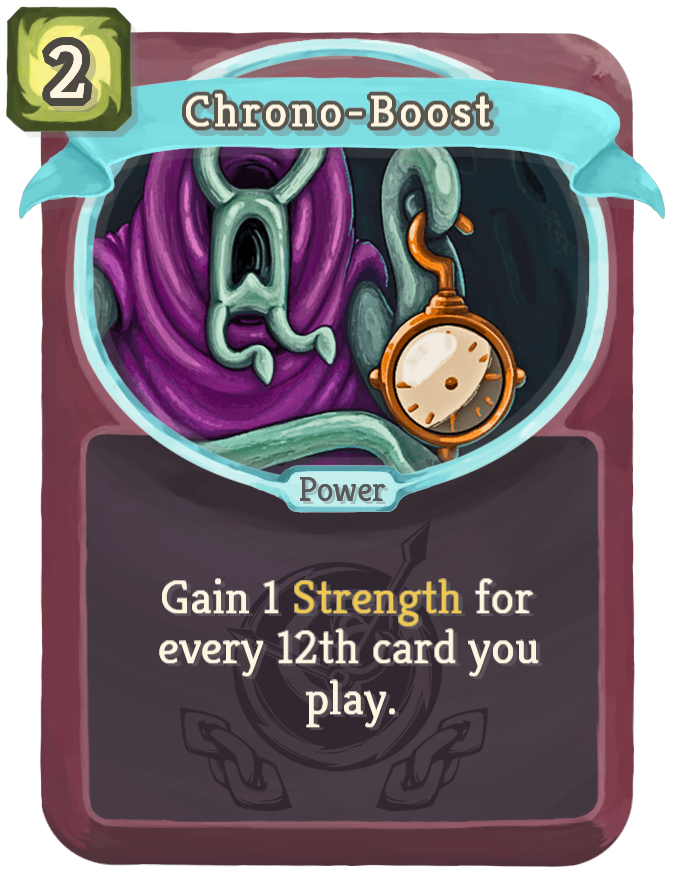 2
Chrono-Boost
Power
Gain 1 Strength for
every 12th card you
play.